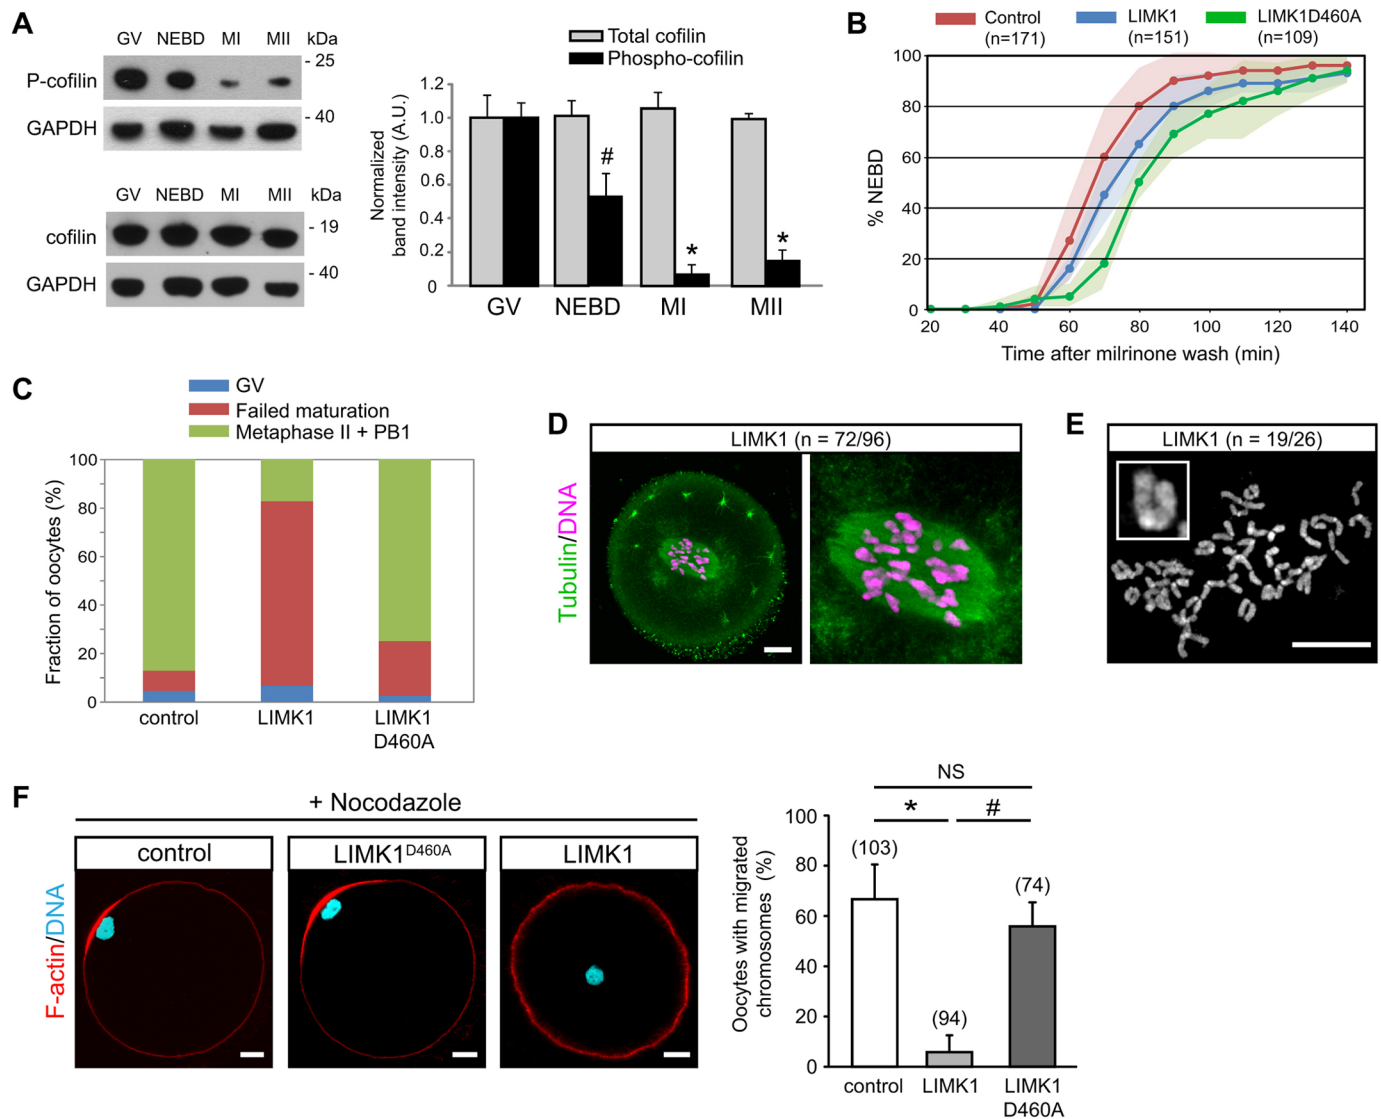 A
GV NEBD MI MII kDa
P-cofilin
- 25
GAPDH
- 40
GV NEBD MI MII kDa
cofilin
- 19
GAPDH
- 40
Total cofilin
Phospho-cofilin
Normalized
band intensity (A.U.)
1.2
1.0
0.8
0.6
0.4
0.2
0
#
*
*
GV NEBD MI MII
B
Control
(n=171)
LIMK1
(n=151)
LIMK1D460A
(n=109)
% NEBD
100
80
60
40
20
0
20 40 60 80 100 120 140
Time after milrinone wash (min)
C
GV
Failed maturation
Metaphase II + PB1
Fraction of oocytes (%)
100
80
60
40
20
0
control LIMK1 LIMK1
D460A
D
LIMK1 (n = 72/96)
Tubulin/DNA
E
LIMK1 (n = 19/26)
F
+ Nocodazole
control LIMK1D460A LIMK1
F-actin/DNA
NS
* #
Oocytes with migrated
chromosomes (%)
100
80
60
40
20
0
(103)
(94)
(74)
control LIMK1 LIMK1
D460A